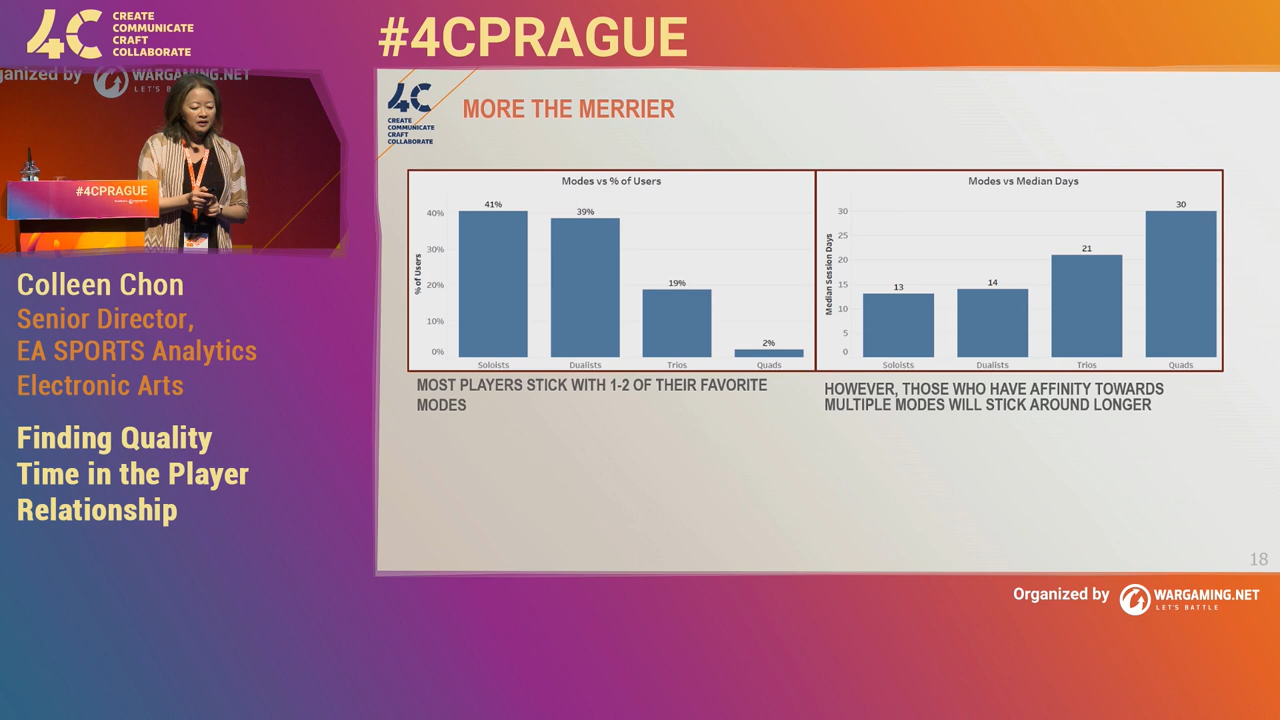 4C CREATE
COMMUNICATE
CRAFT
COLLABORATE
#4CPRAGUE
ganized by WARGAMING.NET
LET'S B
#4CPRAGUE
Colleen Chon
Senior Director,
EA SPORTS Analytics
Electronic Arts
Finding Quality
Time in the Player
Relationship
4C
CREATE
COMMUNICATE
CRAFT
COLLABORATE
MORE THE MERRIER
Modes vs % of Users
% of Users
40%
30%
20%
10%
0%
41%
39%
19%
2%
Soloists Dualists Trios Quads
MOST PLAYERS STICK WITH 1-2 OF THEIR FAVORITE
MODES
Modes vs Median Days
Median Session Days
30
25
20
15
10
5
0
13
14
21
30
Soloists Dualists Trios Quads
HOWEVER, THOSE WHO HAVE AFFINITY TOWARDS
MULTIPLE MODES WILL STICK AROUND LONGER
18
Organized by WARGAMING.NET
LET'S BATTLE